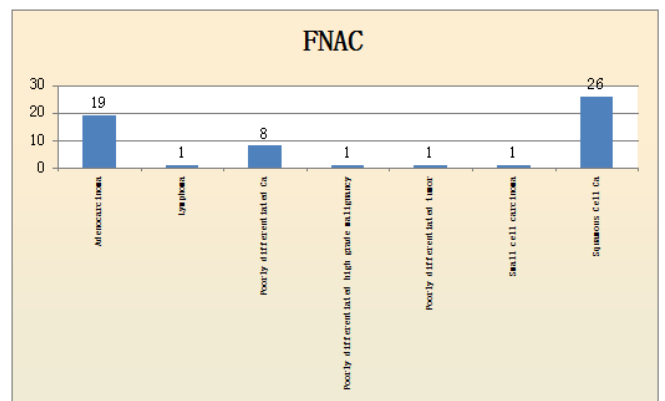 FNAC
30
20
10
0
19
1
8
1
1
1
26
Adenocarcinoma
Lymphoma
Poorly differentiated Ca
Poorly differentiated high grade malignancy
Poorly differentiated tumor
Small cell carcinoma
Squamous Cell Ca